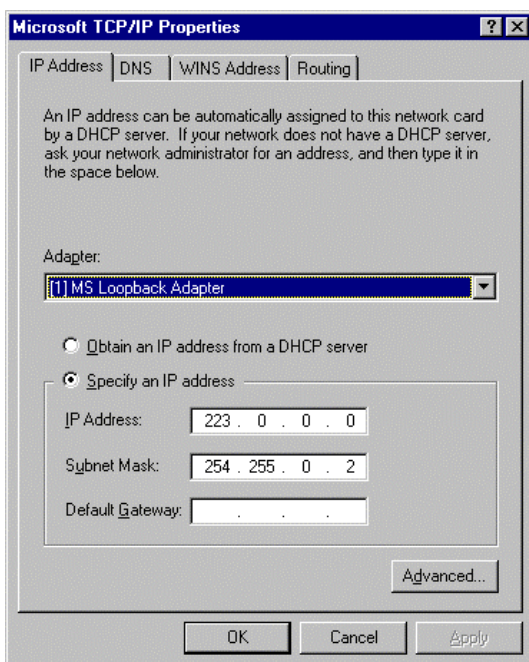 Microsoft TCP/IP Properties ? X
IP Address DNS WINS Address Routing
An IP address can be automatically assigned to this network card
by a DHCP server. If your network does not have a DHCP server,
ask your network administrator for an address, and then type it in
the space below.
Adapter:
[1] MS Loopback Adapter
Obtain an IP address from a DHCP server
Specify an IP address
IP Address: 223 . 0 . 0 . 0
Subnet Mask: 254 . 255 . 0 . 2
Default Gateway: . . .
Advanced...
OK Cancel Apply